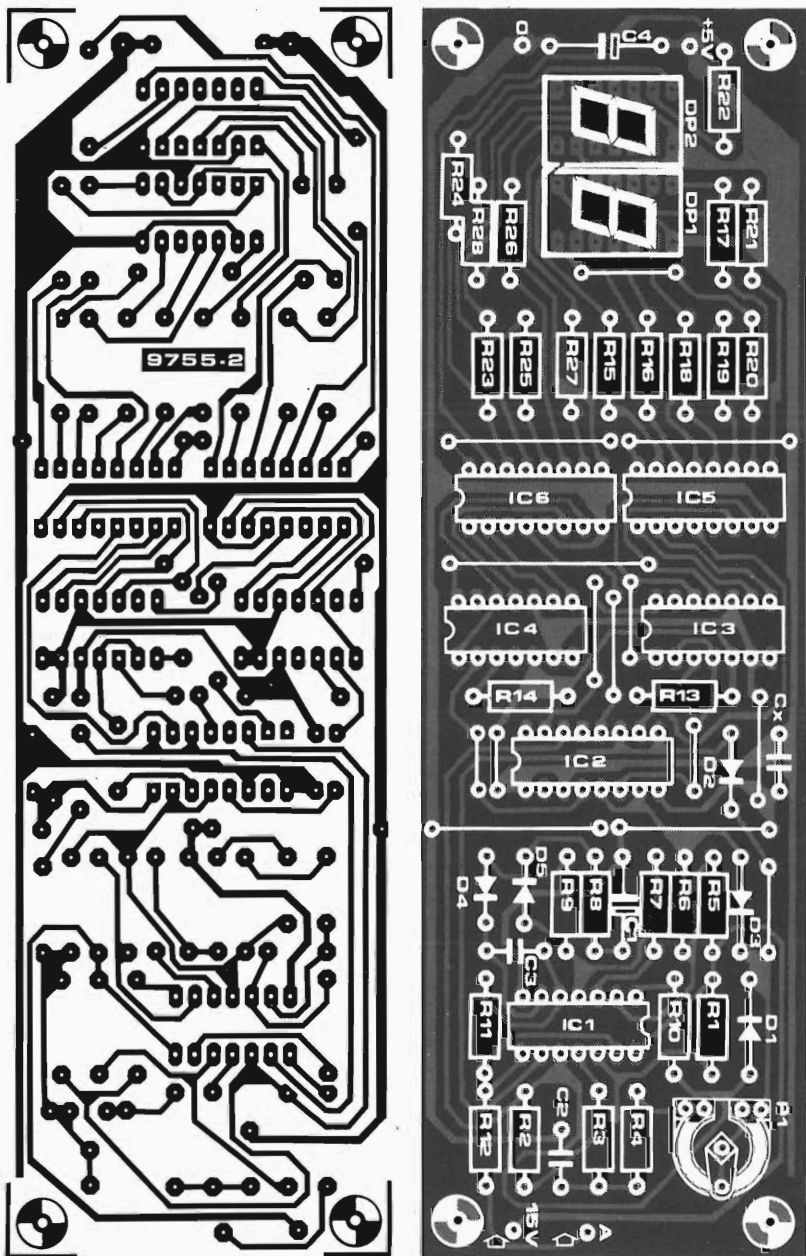 9755-2
0
C4
+5V
R22
DP2
DP1
R24
R28
R26
R17
R21
R23
R25
R27
R15
R16
R18
R19
R20
IC6
IC5
IC4
IC3
R14
R13
IC2
D2
Cx
D4
D5
R9
R8
C1
R7
R6
R5
D3
C3
R11
IC1
R10
R1
D1
R12
R2
C2
R3
R4
P1
15V
A